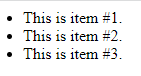 • This is item #1.
• This is item #2.
• This is item #3.